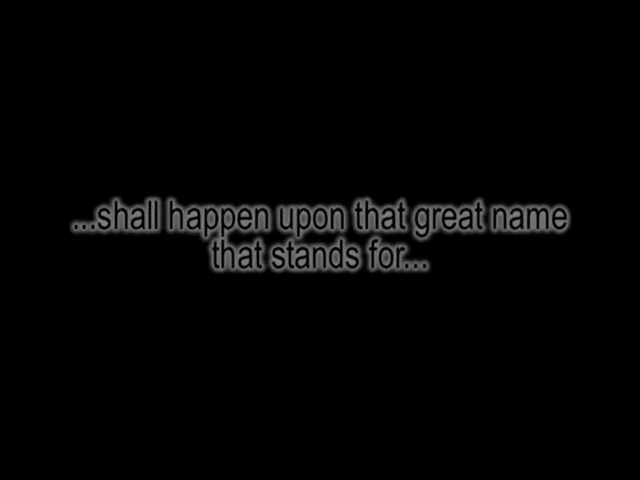 ...shall happen upon that great name
that stands for...